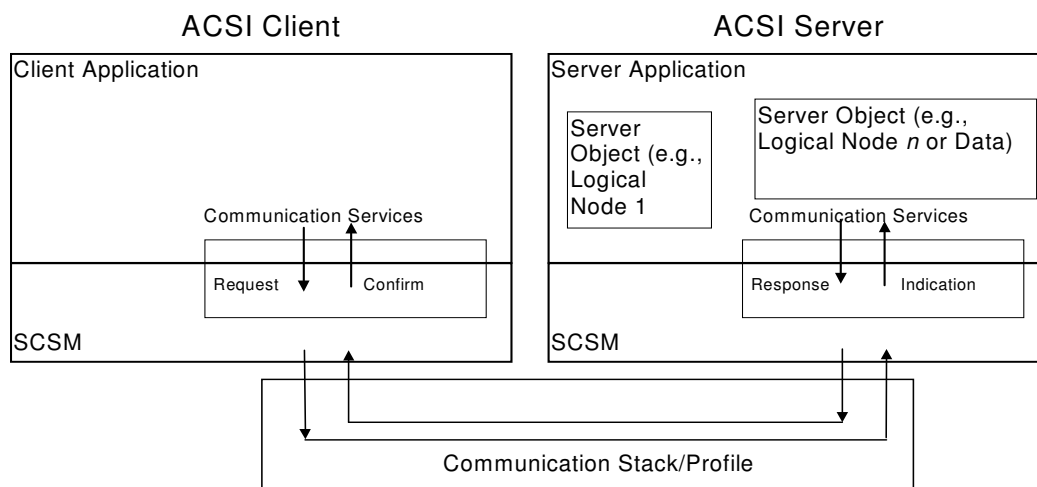 ACSI Client
Client Application
Communication Services
Request
Confirm
SCSM
ACSI Server
Server Application
Server
Object (e.g.,
Logical
Node 1
Server Object (e.g.,
Logical Node n or Data)
Communication Services
Response
Indication
SCSM
Communication Stack/Profile